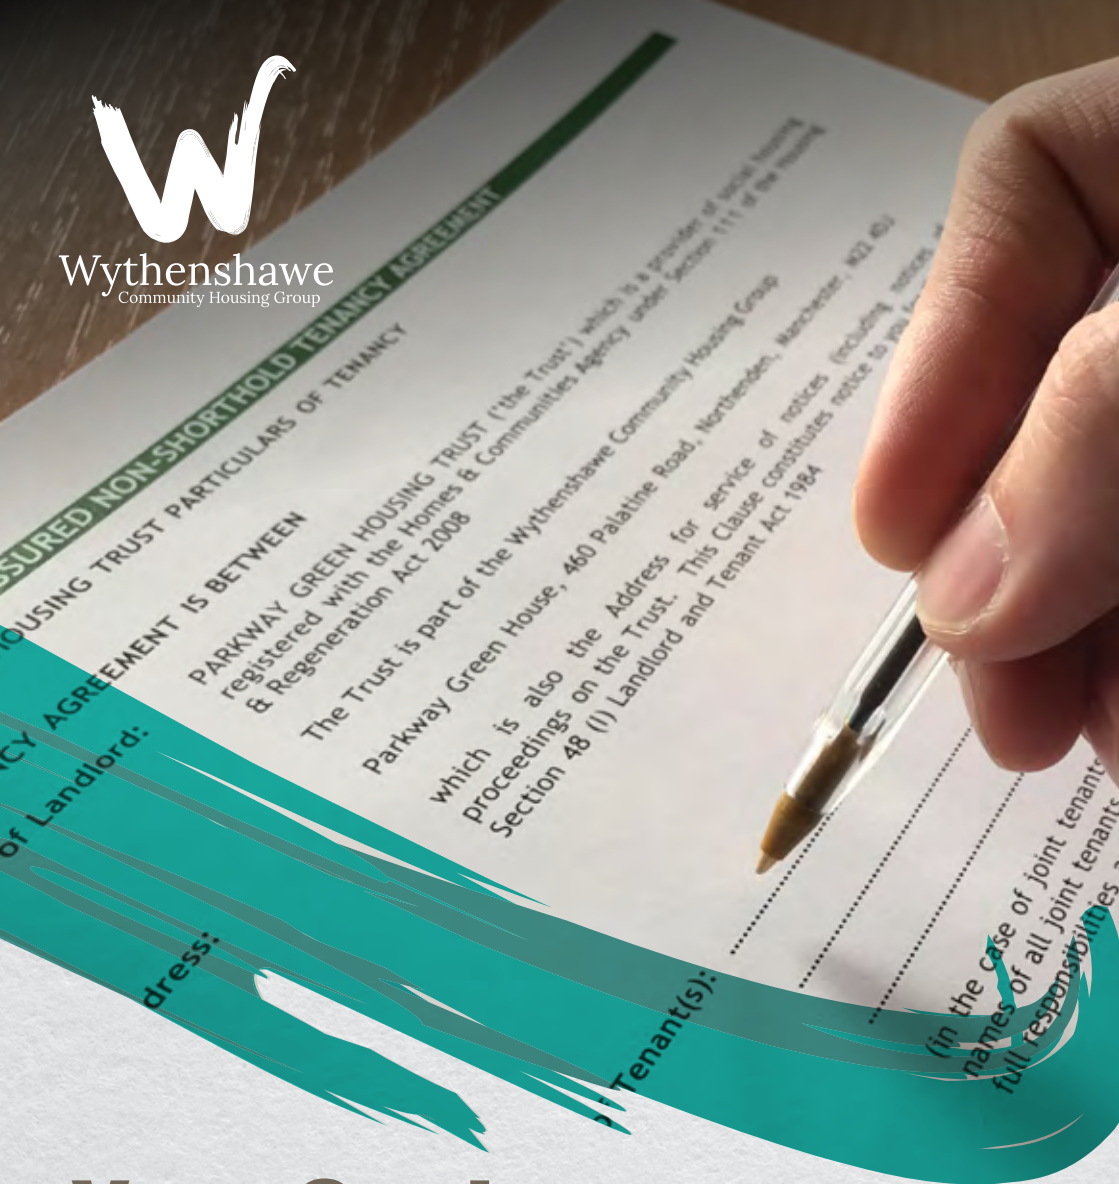 Wythenshawe
Community Housing Group
SSURED NON-SHORTHOLD TENANCY AGREEMENT
HOUSING TRUST PARTICULARS OF TENANCY
NCY AGREEMENT IS BETWEEN
of Landlord:
PARKWAY GREEN HOUSING TRUST ('the Trust') which is a provider of social housing
registered with the Homes & Communities Agency under Section 111 of the Housing
& Regeneration Act 2008
The Trust is part of the Wythenshawe Community Housing Group
dress:
Parkway Green House, 460 Palatine Road, Northenden, Manchester, M22 4DJ
which is also the Address for service of notices (including notices
proceedings on the Trust. This Clause constitutes notice to you
Section 48 (I) Landlord and Tenant Act 1984
of Tenant(s):
(in the case of joint tenants
names of all joint tenants
full responsibilities